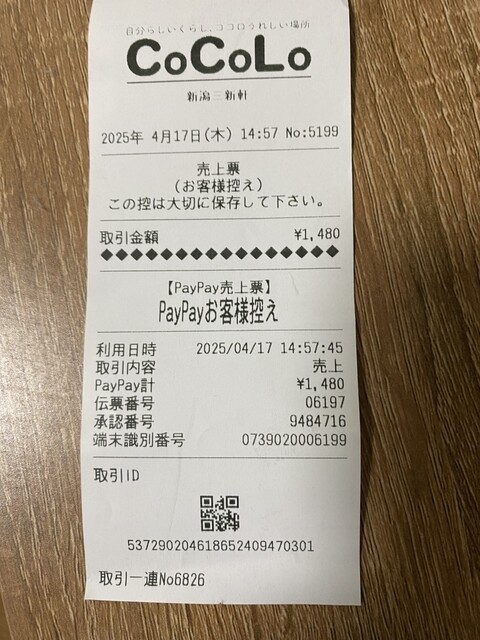 自分らしいくらし、ココロうれしい場所
CoCoLo
新潟三新軒
2025年 4月17日(木) 14:57 No:5199
売上票
(お客様控え)
この控は大切に保存して下さい。
取引金額 ¥1,480
◆◆◆◆◆◆◆◆◆◆◆◆◆◆◆◆
【PayPay売上票】
PayPayお客様控え
利用日時 2025/04/17 14:57:45
取引内容 売上
PayPay計 ¥1,480
伝票番号 06197
承認番号 9484716
端末識別番号 0739020006199
取引ID
537290204618652409470301
取引一連No6826